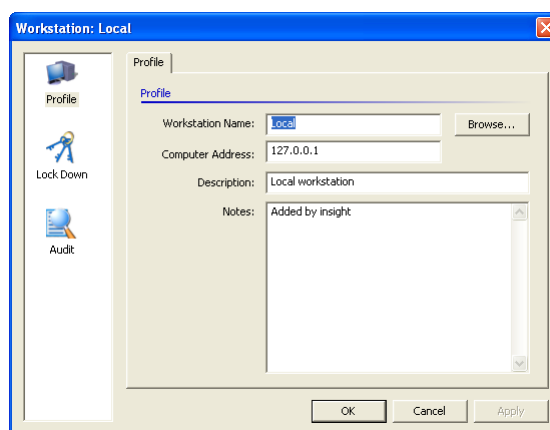 Workstation: Local
Profile
Lock Down
Audit
Profile
Profile
Workstation Name: Local Browse...
Computer Address: 127.0.0.1
Description: Local workstation
Notes: Added by insight
OK Cancel Apply